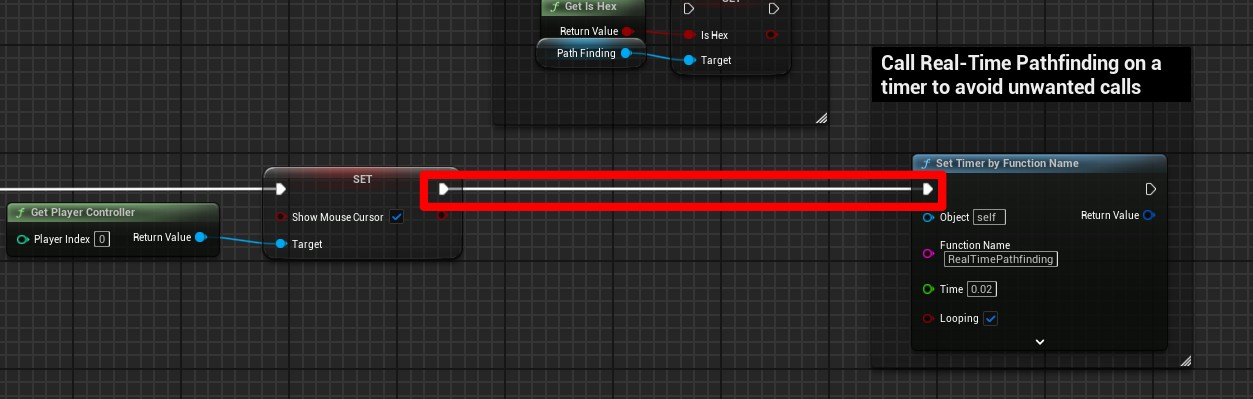 Get Is Hex
SET
Return Value
Is Hex
Path Finding
Target
Call Real-Time Pathfinding on a
timer to avoid unwanted calls
SET
Set Timer by Function Name
Get Player Controller
Show Mouse Cursor
Object self
Return Value
Player Index 0
Return Value
Target
Function Name
RealTimePathfinding
Time 0.02
Looping